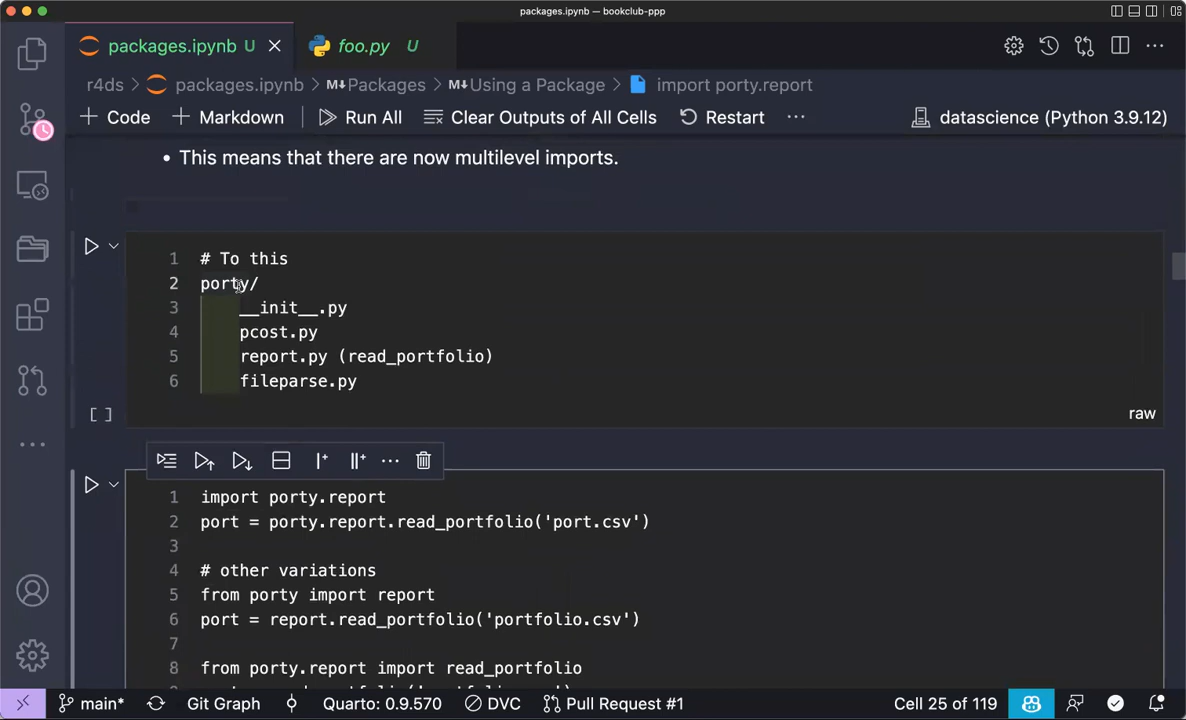 packages.ipynb — bookclub-ppp
packages.ipynb U
foo.py U
r4ds > packages.ipynb > M↓Packages > M↓Using a Package > import porty.report
+ Code + Markdown Run All Clear Outputs of All Cells Restart ··· datascience (Python 3.9.12)
• This means that there are now multilevel imports.
1 # To this
2 porty/
3 __init__.py
4 pcost.py
5 report.py (read_portfolio)
6 fileparse.py
[ ]
raw
1 import porty.report
2 port = porty.report.read_portfolio('port.csv')
3
4 # other variations
5 from porty import report
6 port = report.read_portfolio('portfolio.csv')
7
8 from porty.report import read_portfolio
main* Git Graph Quarto: 0.9.570 DVC Pull Request #1 Cell 25 of 119